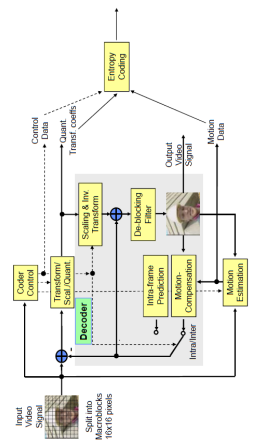 Input
Video
Signal
Split into
Macroblocks
16x16 pixels
Coder
Control
Control
Data
Transform/
Scal./Quant.
Quant.
Transf. coeffs
Decoder
Scaling & Inv.
Transform
Entropy
Coding
De-blocking
Filter
Intra-frame
Prediction
Motion-
Compensation
Output
Video
Signal
Intra/Inter
Motion
Data
Motion
Estimation